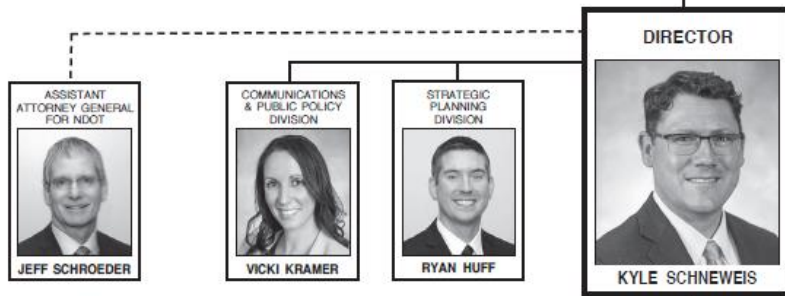 DIRECTOR
KYLE SCHNEWEIS
ASSISTANT
ATTORNEY GENERAL
FOR NDOT
JEFF SCHROEDER
COMMUNICATIONS
& PUBLIC POLICY
DIVISION
VICKI KRAMER
STRATEGIC
PLANNING
DIVISION
RYAN HUFF